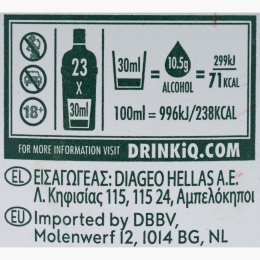 23
X
30ml
30ml = 10.5g ALCOHOL = 299kJ/71KCAL
18+
100ml = 996kJ/238KCAL
FOR MORE INFORMATION VISIT DRINKiQ.COM
EL ΕΙΣΑΓΩΓΕΑΣ: DIAGEO HELLAS A.E.
Λ. Κηφισίας 115, 115 24, Αμπελόκηποι
EU Imported by DBBV,
Molenwerf 12, 1014 BG, NL